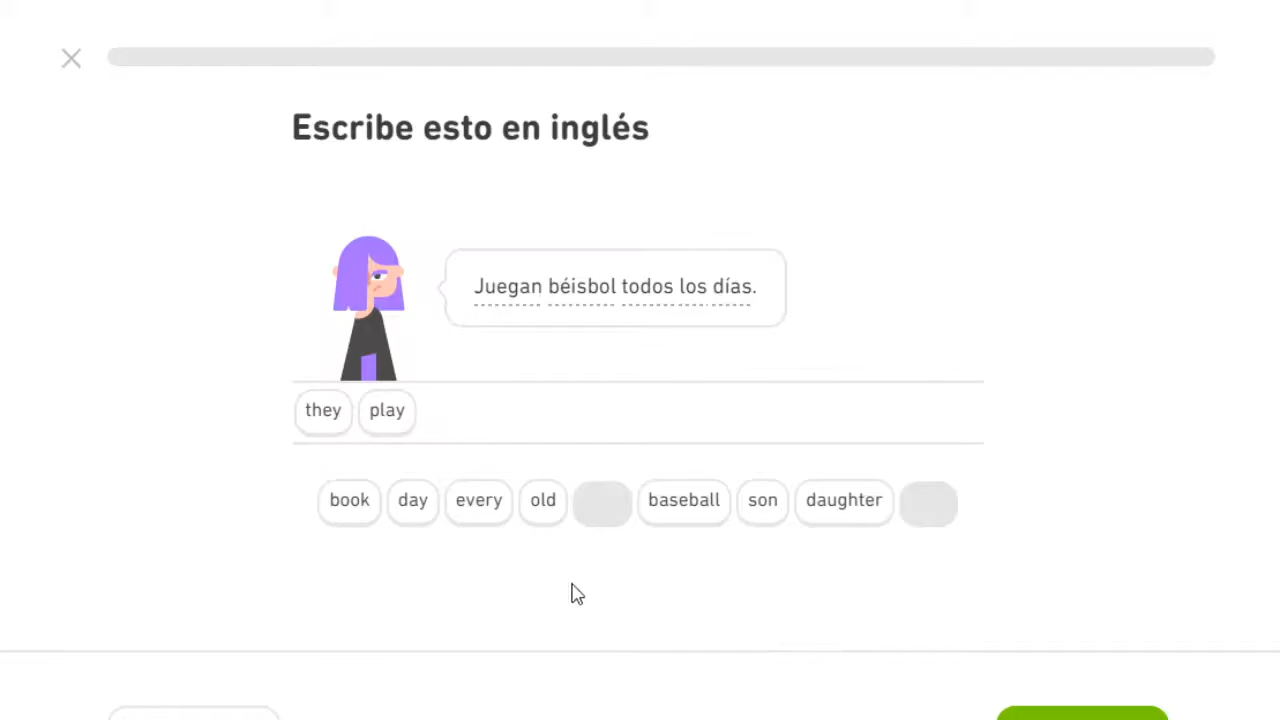 Escribe esto en inglés
Juegan béisbol todos los días.
they play
book day every old baseball son daughter